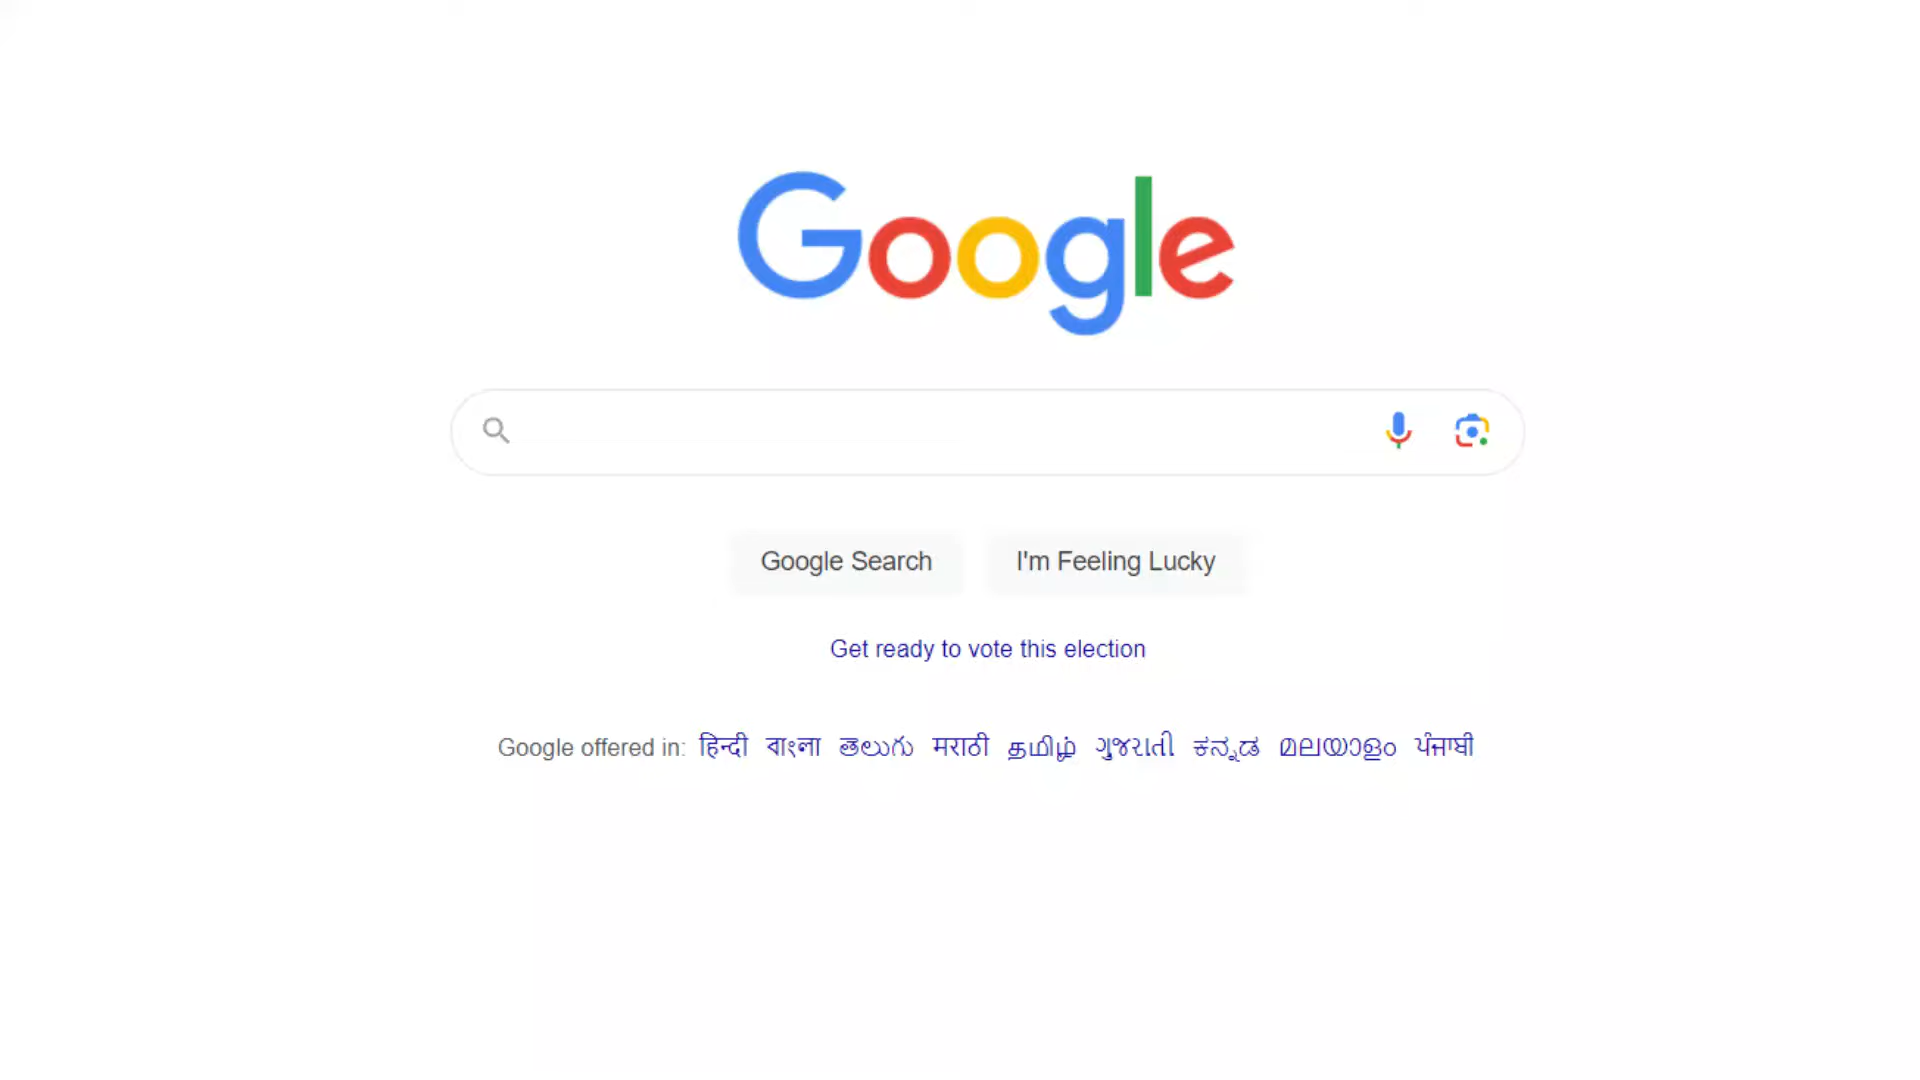 Google
Google Search
I'm Feeling Lucky
Get ready to vote this election
Google offered in: हिन्दी বাংলা తెలుగు मराठी தமிழ் ગુજરાતી ಕನ್ನಡ മലയാളം ਪੰਜਾਬੀ